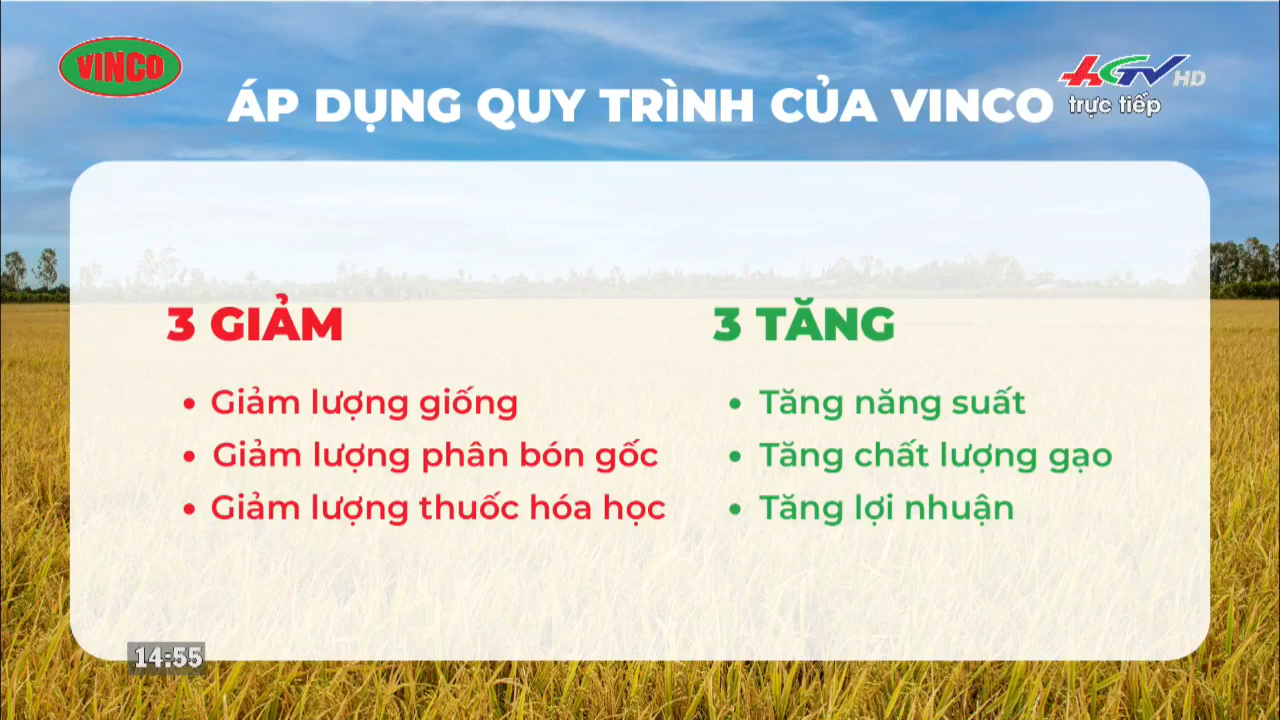 VINCO
HGTV HD
trực tiếp
ÁP DỤNG QUY TRÌNH CỦA VINCO
3 GIẢM
• Giảm lượng giống
• Giảm lượng phân bón gốc
• Giảm lượng thuốc hóa học
3 TĂNG
• Tăng năng suất
• Tăng chất lượng gạo
• Tăng lợi nhuận
14:55